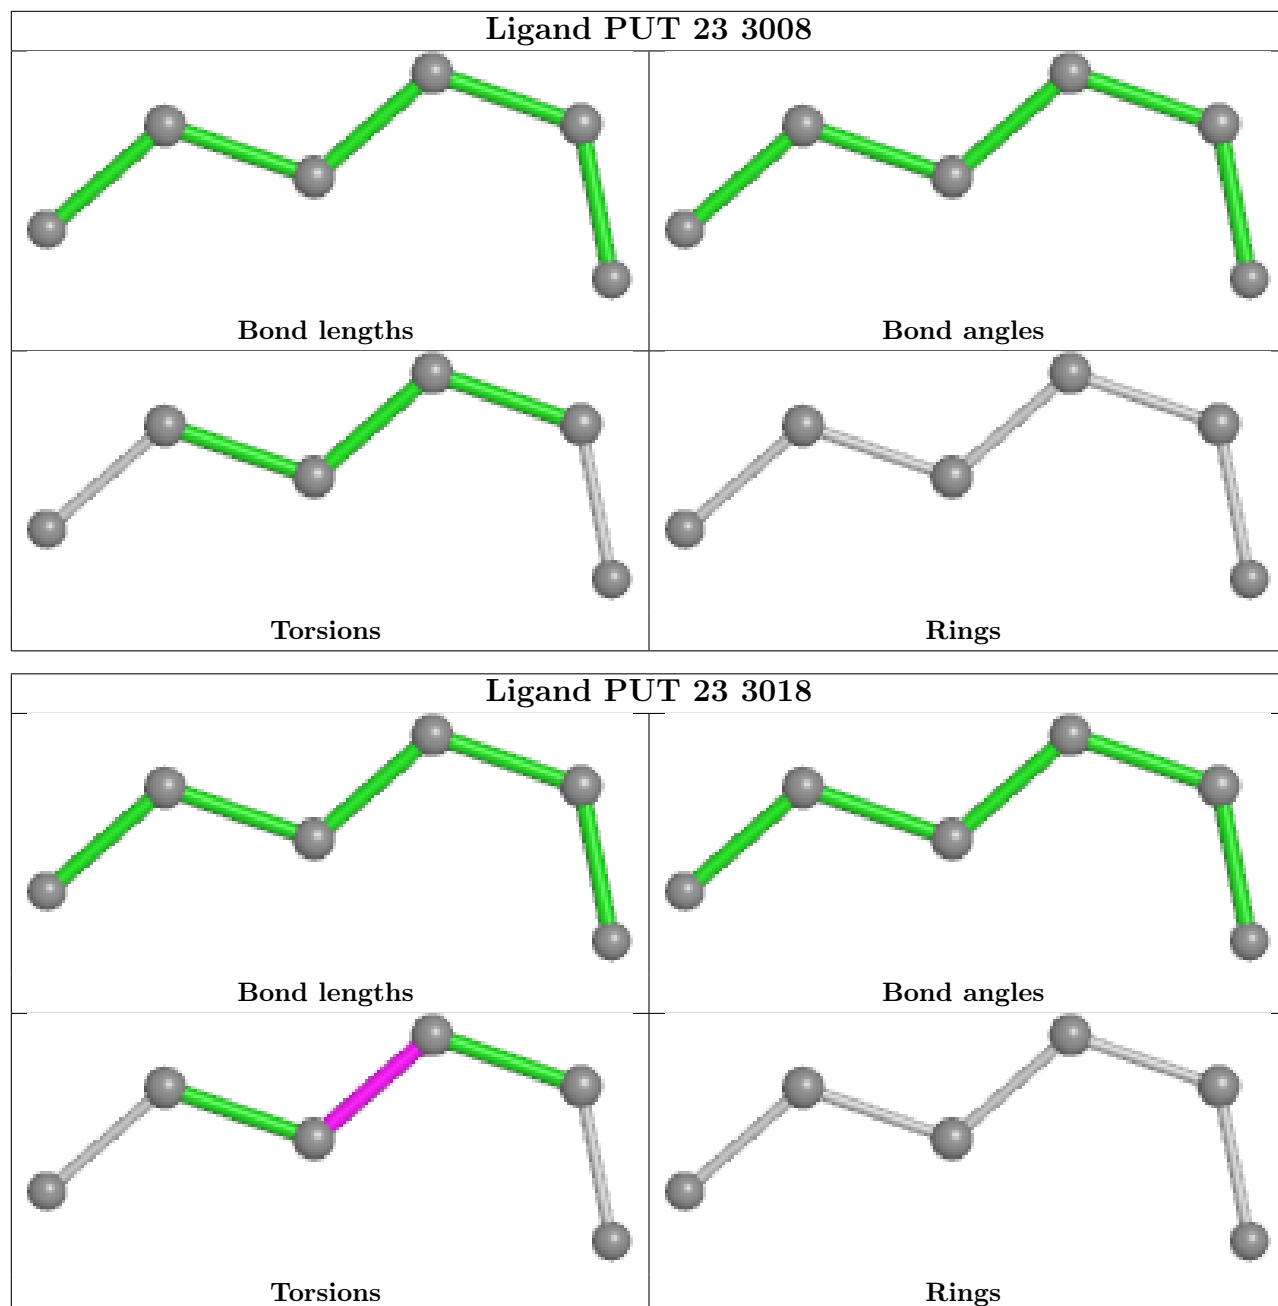 Ligand PUT 23 3008
Bond lengths
Bond angles
Torsions
Rings
Ligand PUT 23 3018
Bond lengths
Bond angles
Torsions
Rings